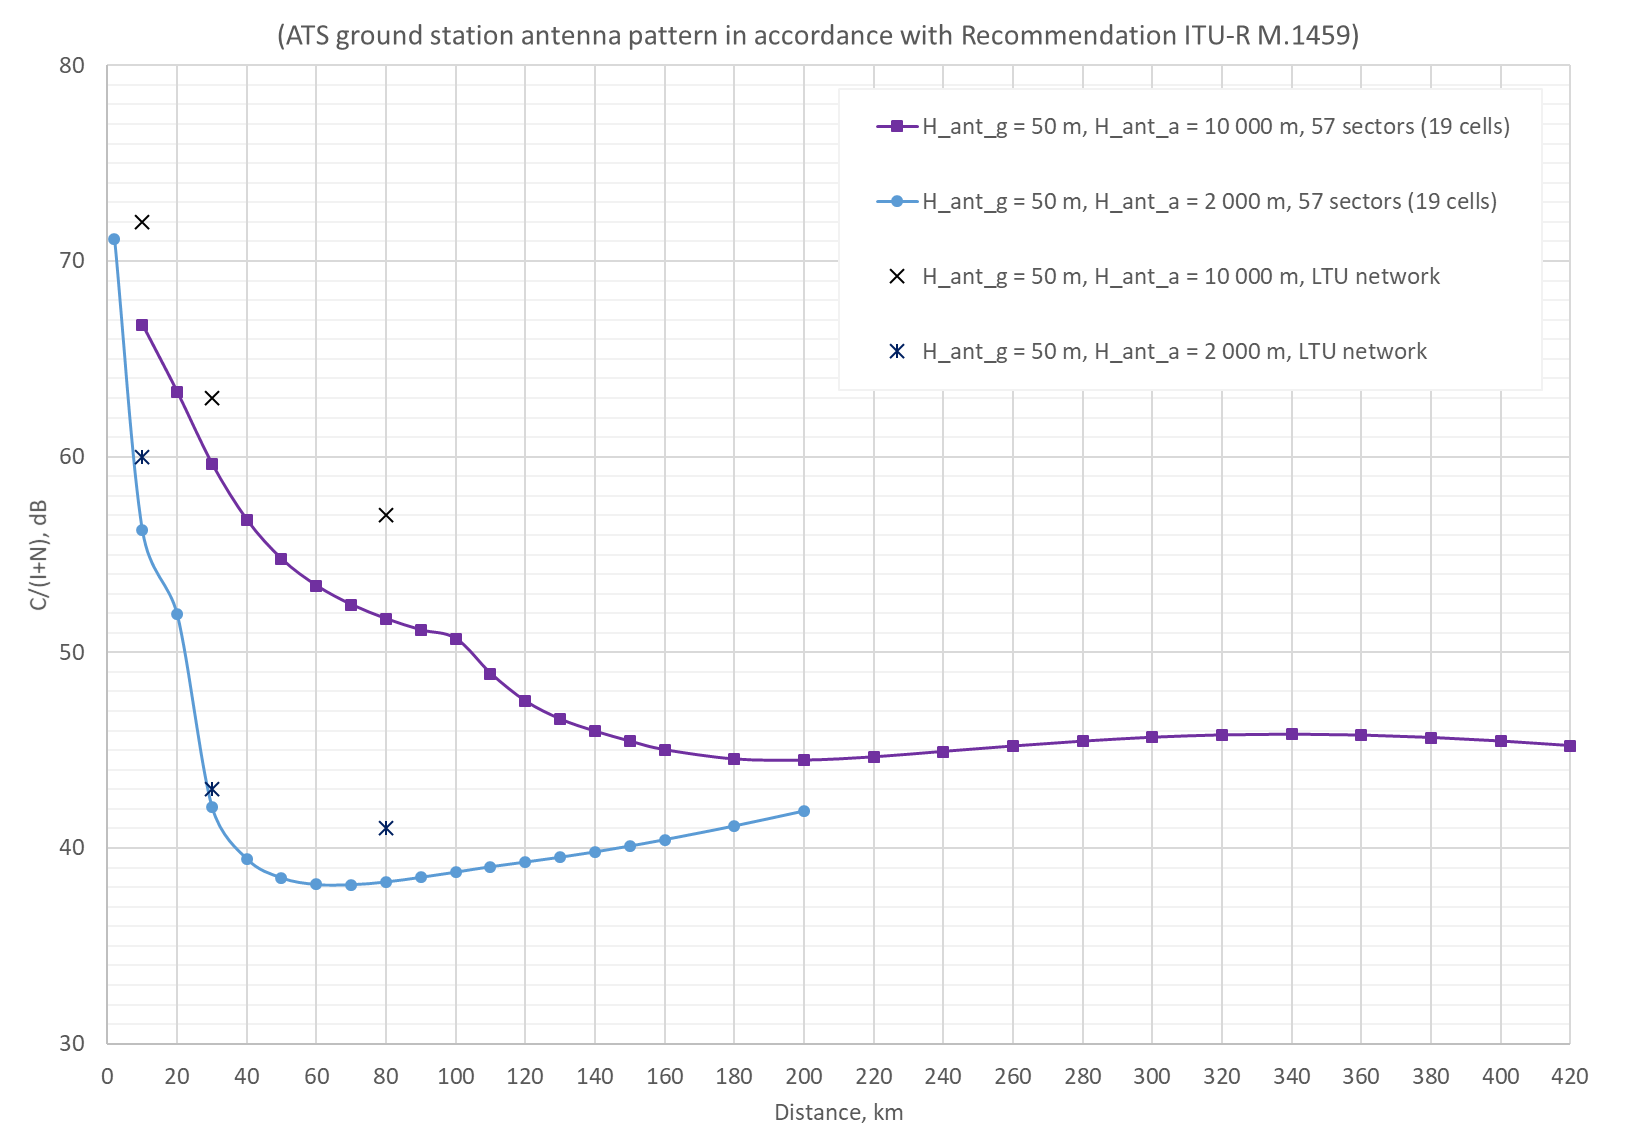 (ATS ground station antenna pattern in accordance with Recommendation ITU-R M.1459)
80
70
60
50
40
30
C/(I+N), dB
H_ant_g = 50 m, H_ant_a = 10 000 m, 57 sectors (19 cells)
H_ant_g = 50 m, H_ant_a = 2 000 m, 57 sectors (19 cells)
H_ant_g = 50 m, H_ant_a = 10 000 m, LTU network
H_ant_g = 50 m, H_ant_a = 2 000 m, LTU network
0 20 40 60 80 100 120 140 160 180 200 220 240 260 280 300 320 340 360 380 400 420
Distance, km